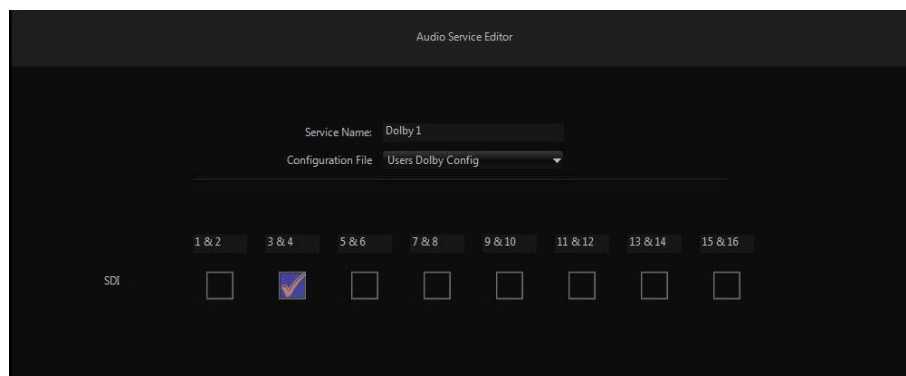 Audio Service Editor
Service Name: Dolby 1
Configuration File Users Dolby Config
1 & 2 3 & 4 5 & 6 7 & 8 9 & 10 11 & 12 13 & 14 15 & 16
SDI